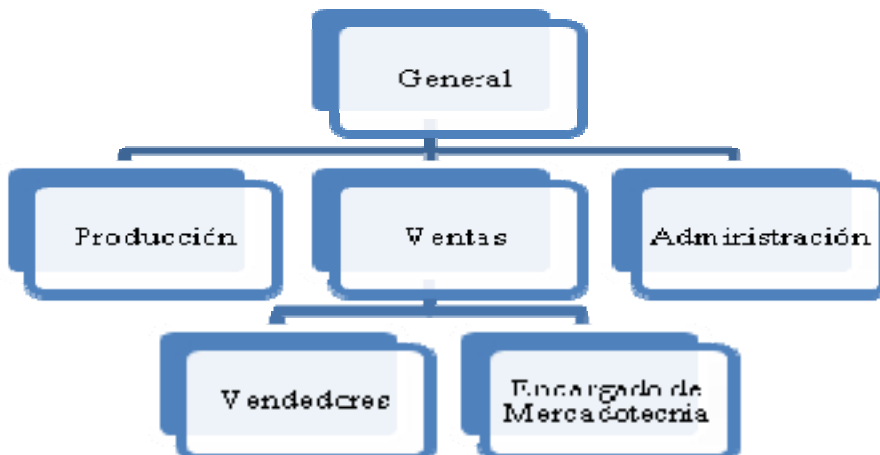 General
Producción
Ventas
Administración
Vendedores
Encargado de
Mercadotecnia